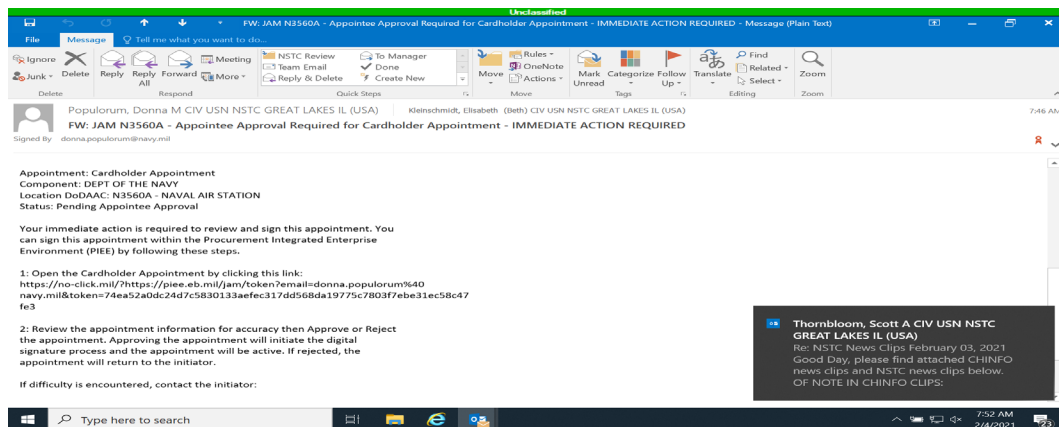 Unclassified
FW: JAM N3560A - Appointee Approval Required for Cardholder Appointment - IMMEDIATE ACTION REQUIRED - Message (Plain Text)
File Message Tell me what you want to do...
Ignore
Junk
Delete
Reply
Reply All
Forward
Meeting
More
NSTC Review
Team Email
Reply & Delete
To Manager
Done
Create New
Move
Rules
OneNote
Actions
Mark Unread
Categorize
Follow Up
Translate
Find
Related
Select
Zoom
Delete Respond Quick Steps Move Tags Editing Zoom
Populorum, Donna M CIV USN NSTC GREAT LAKES IL (USA) Kleinschmidt, Elisabeth (Beth) CIV USN NSTC GREAT LAKES IL (USA) 7:46 AM
FW: JAM N3560A - Appointee Approval Required for Cardholder Appointment - IMMEDIATE ACTION REQUIRED
Signed By donna.populorum@navy.mil
Appointment: Cardholder Appointment
Component: DEPT OF THE NAVY
Location DoDAAC: N3560A - NAVAL AIR STATION
Status: Pending Appointee Approval
Your immediate action is required to review and sign this appointment. You
can sign this appointment within the Procurement Integrated Enterprise
Environment (PIEE) by following these steps.
1: Open the Cardholder Appointment by clicking this link:
https://no-click.mil/?https://piee.eb.mil/jam/token?email=donna.populorum%40
navy.mil&token=74ea52a0dc24d7c5830133aefec317dd568da19775c7803f7ebe31ec58c47
fe3
2: Review the appointment information for accuracy then Approve or Reject
the appointment. Approving the appointment will initiate the digital
signature process and the appointment will be active. If rejected, the
appointment will return to the initiator.
If difficulty is encountered, contact the initiator:
Thornbloom, Scott A CIV USN NSTC
GREAT LAKES IL (USA)
Re: NSTC News Clips February 03, 2021
Good Day, please find attached CHINFO
news clips and NSTC news clips below.
OF NOTE IN CHINFO CLIPS:
Type here to search
7:52 AM
2/4/2021
23